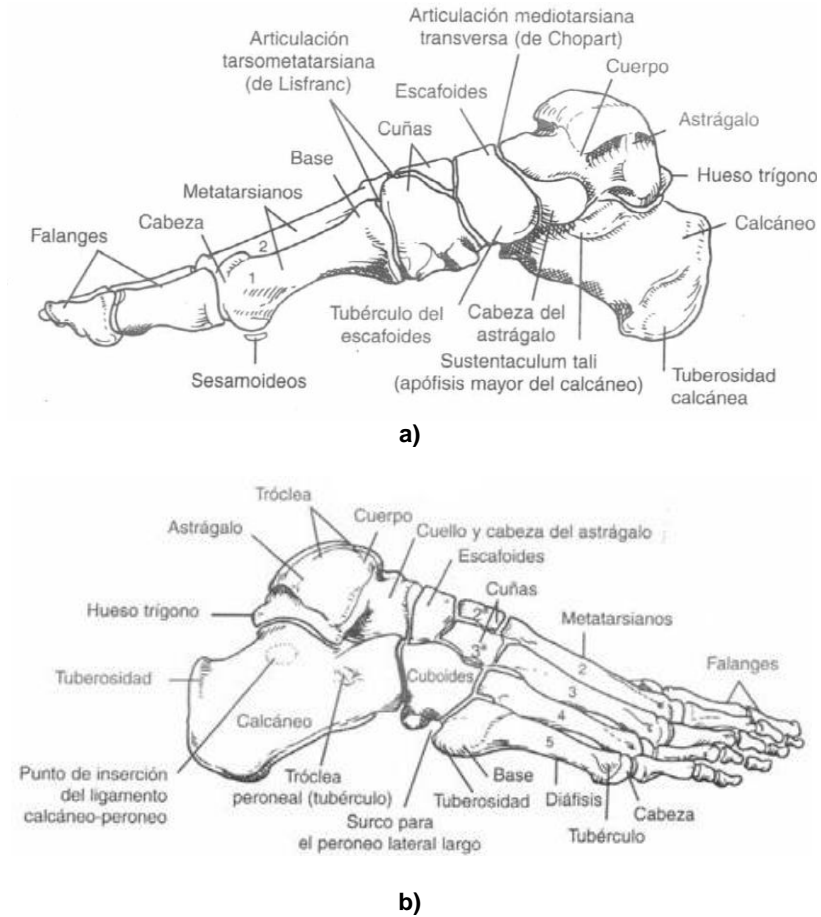 Articulación
tarsometatarsiana
(de Lisfranc)
Articulación mediotarsiana
transversa (de Chopart)
Cuerpo
Escafoides
Astrágalo
Cuñas
Base
Hueso trígono
Metatarsianos
Calcáneo
Cabeza
Falanges
2
1
Tubérculo del
escafoides
Cabeza del
astrágalo
Sesamoideos
Sustentaculum tali
(apófisis mayor del calcáneo)
Tuberosidad
calcánea
a)
Tróclea
Cuerpo
Astrágalo
Cuello y cabeza del astrágalo
Escafoides
Cuñas
Hueso trígono
2ª
Metatarsianos
3ª
Tuberosidad
Cuboides
2
Falanges
3
Calcáneo
4
5
Punto de inserción
del ligamento
calcáneo-peroneo
Tróclea
peroneal (tubérculo)
Base
Tuberosidad
Diáfisis
Cabeza
Surco para
el peroneo lateral largo
Tubérculo
b)